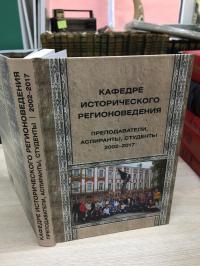 КАФЕДРЕ
ИСТОРИЧЕСКОГО
РЕГИОНОВЕДЕНИЯ
ПРЕПОДАВАТЕЛИ,
АСПИРАНТЫ, СТУДЕНТЫ
2002–2017
КАФЕДРЕ ИСТОРИЧЕСКОГО РЕГИОНОВЕДЕНИЯ
ПРЕПОДАВАТЕЛИ, АСПИРАНТЫ, СТУДЕНТЫ | 2002–2017